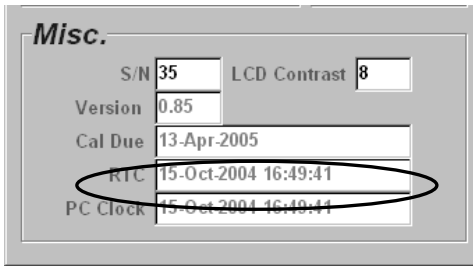 Misc.
S/N 35 LCD Contrast 8
Version 0.85
Cal Due 13-Apr-2005
RTC 15-Oct-2004 16:49:41
PC Clock 15-Oct-2004 16:49:41